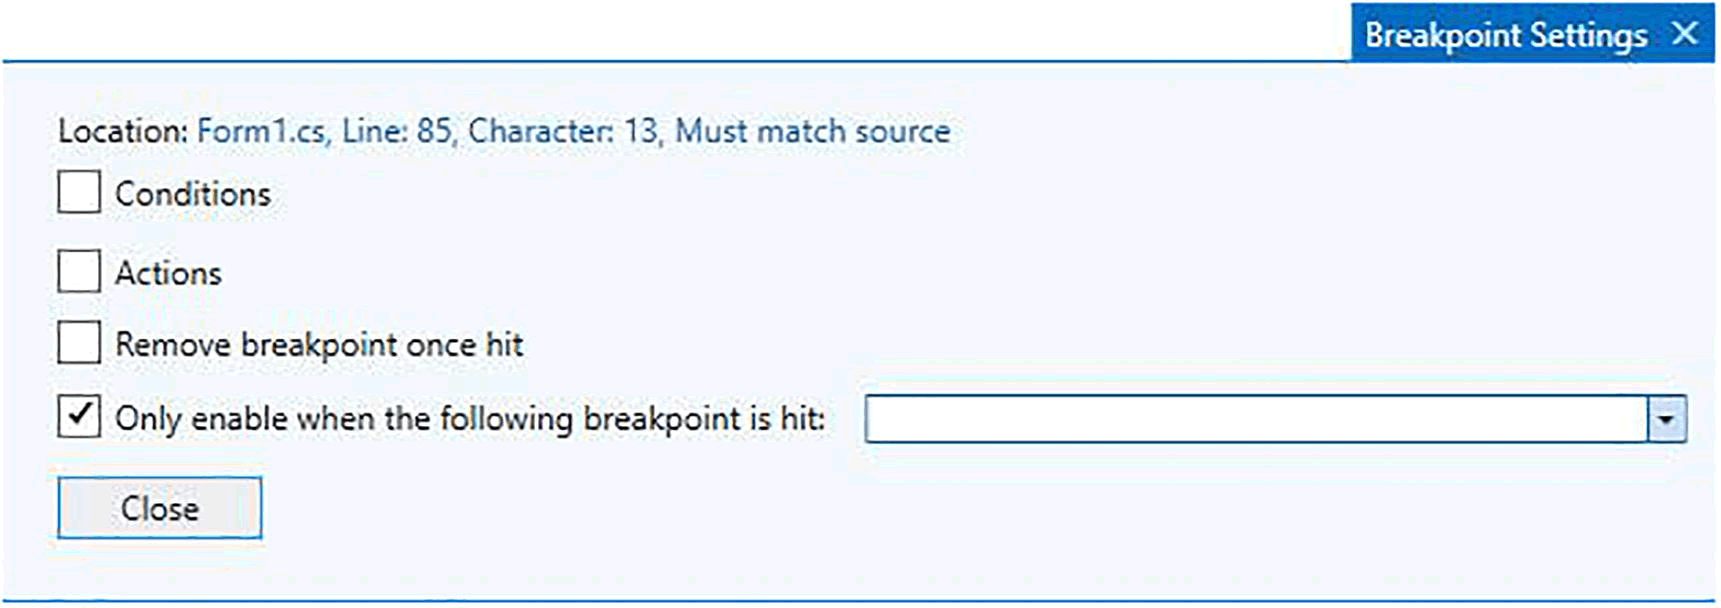 Breakpoint Settings
Location: Form1.cs, Line: 85, Character: 13, Must match source
Conditions
Actions
Remove breakpoint once hit
Only enable when the following breakpoint is hit:
Close